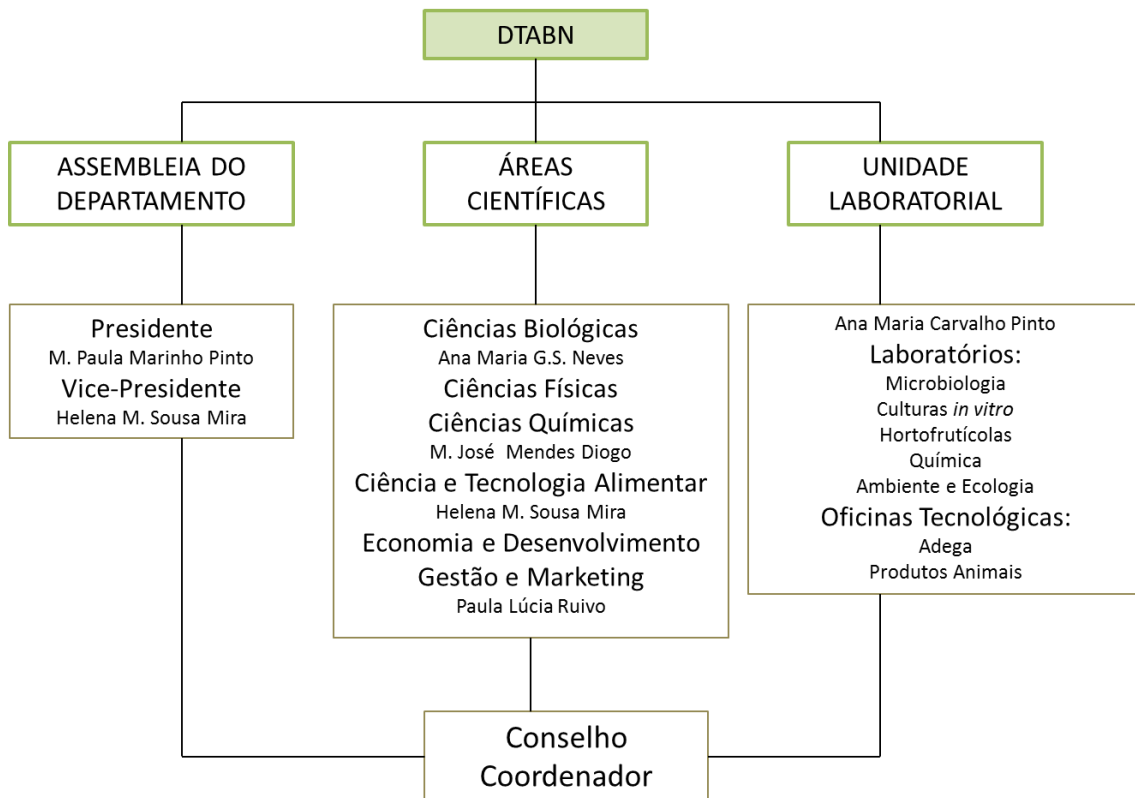 DTABN
ASSEMBLEIA DO
DEPARTAMENTO
ÁREAS
CIENTÍFICAS
UNIDADE
LABORATORIAL
Presidente
M. Paula Marinho Pinto
Vice-Presidente
Helena M. Sousa Mira
Ciências Biológicas
Ana Maria G.S. Neves
Ciências Físicas
Ciências Químicas
M. José Mendes Diogo
Ciência e Tecnologia Alimentar
Helena M. Sousa Mira
Economia e Desenvolvimento
Gestão e Marketing
Paula Lúcia Ruivo
Ana Maria Carvalho Pinto
Laboratórios:
Microbiologia
Culturas in vitro
Hortofrutícolas
Química
Ambiente e Ecologia
Oficinas Tecnológicas:
Adega
Produtos Animais
Conselho
Coordenador